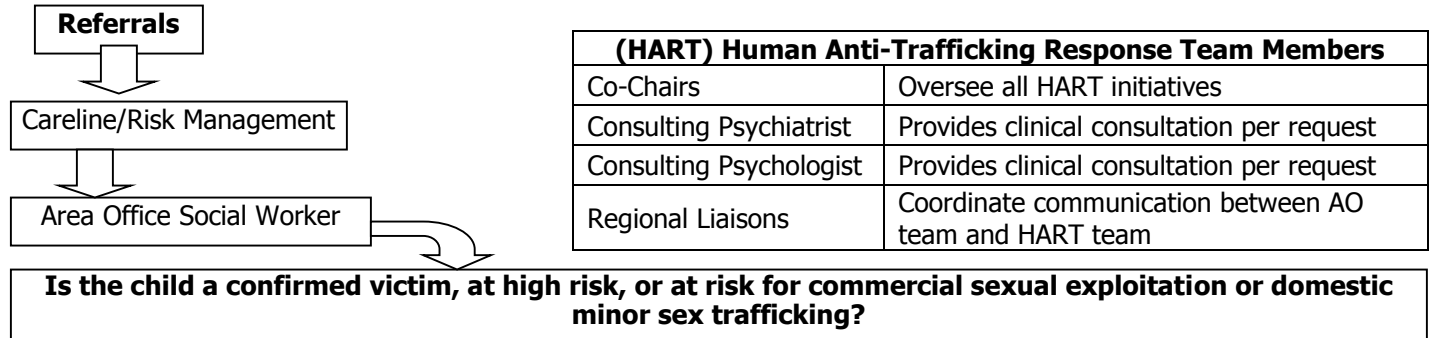 Referrals
Careline/Risk Management
Area Office Social Worker
(HART) Human Anti-Trafficking Response Team Members
Co-Chairs Oversee all HART initiatives
Consulting Psychiatrist Provides clinical consultation per request
Consulting Psychologist Provides clinical consultation per request
Regional Liaisons Coordinate communication between AO
team and HART team
Is the child a confirmed victim, at high risk, or at risk for commercial sexual exploitation or domestic
minor sex trafficking?